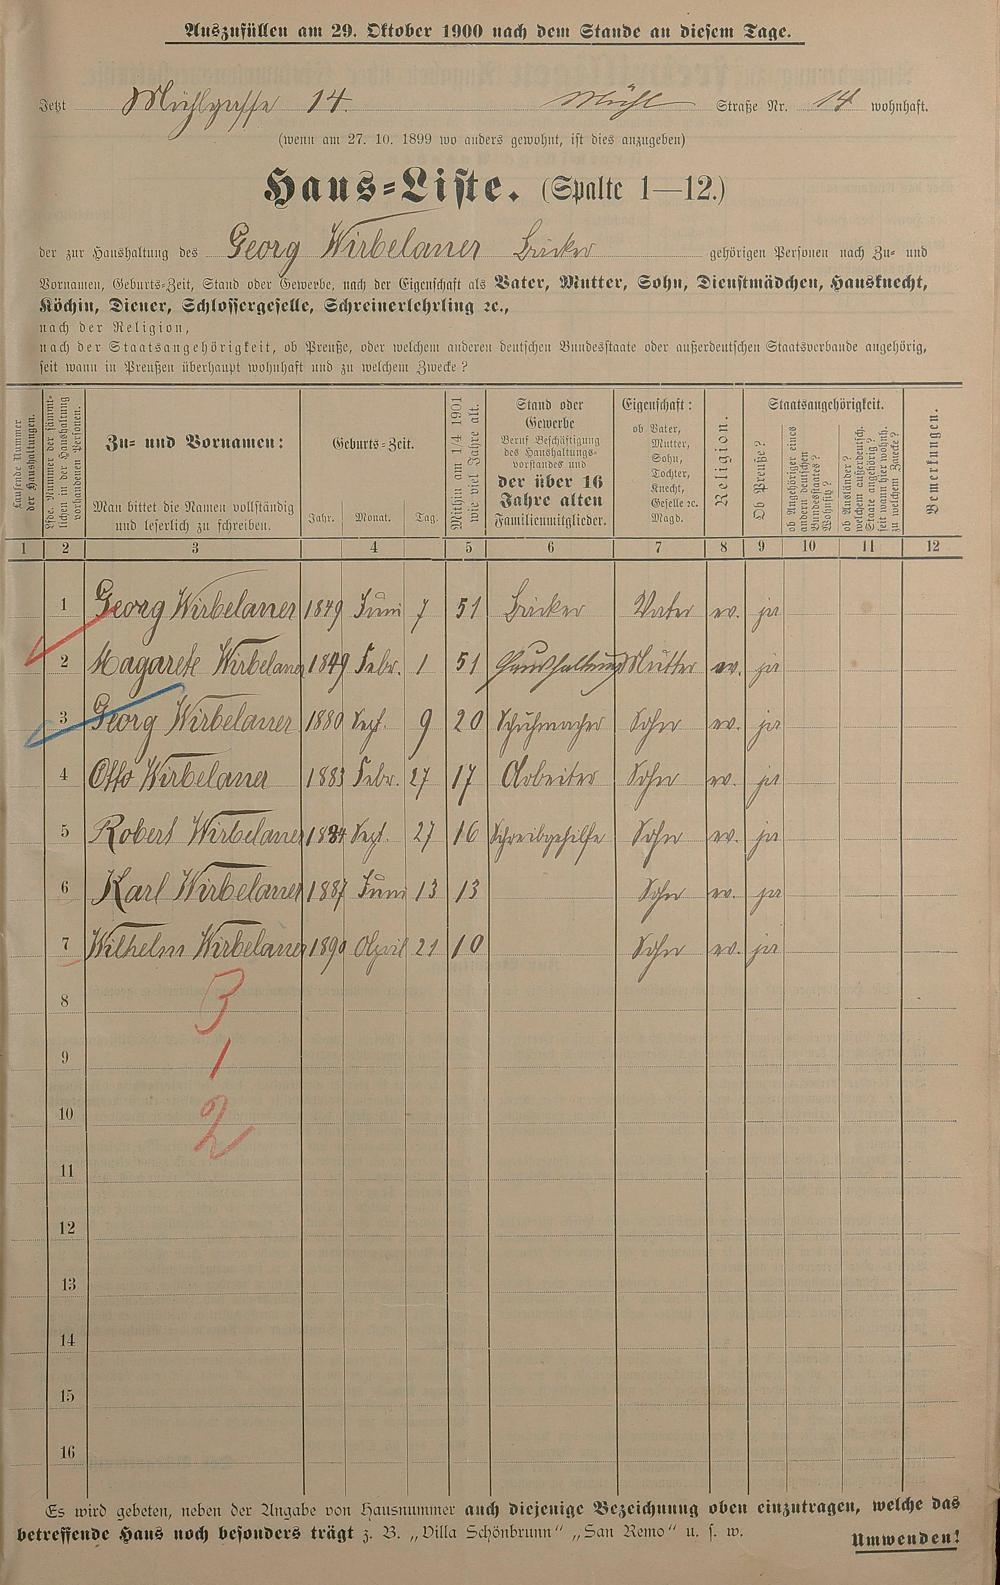 Auszufüllen am 29. Oktober 1900 nach dem Stande an diesem Tage.
Jetzt Mühlgasse 14. Mühl Straße Nr. 14 wohnhaft.
(wenn am 27. 10. 1899 wo anders gewohnt, ist dies anzugeben)
Haus-Liste. (Spalte 1—12.)
der zur Haushaltung des Georg Wirbelauer Bäcker gehörigen Personen nach Zu- und
Vornamen, Geburts-Zeit, Stand oder Gewerbe, nach der Eigenschaft als Vater, Mutter, Sohn, Dienstmädchen, Hausknecht,
Köchin, Diener, Schlossergeselle, Schreinerlehrling ꝛc.,
nach der Religion,
nach der Staatsangehörigkeit, ob Preuße, oder welchem anderen deutschen Bundesstaate oder außerdeutschen Staatsverbande angehörig,
seit wann in Preußen überhaupt wohnhaft und zu welchem Zwecke?
Laufende Nummer
der Haushaltungen.
Lfde. Nummer der sämmt-
lichen in der Haushaltung
vorhandenen Personen.
Zu- und Vornamen:
Man bittet die Namen vollständig
und leserlich zu schreiben.
Geburts-Zeit.
Jahr. Monat. Tag.
Mithin am 1/4 1901
wie viel Jahre alt.
Stand oder
Gewerbe
Beruf Beschäftigung
des Haushaltungs-
vorstandes und
der über 16
Jahre alten
Familienmitglieder.
Eigenschaft:
ob Vater,
Mutter,
Sohn,
Tochter,
Knecht,
Geselle ꝛc.
Magd.
Religion.
Staatsangehörigkeit.
Ob Preuße?
ob Angehöriger eines
andern deutschen
Bundesstaates?
Wohnsitz?
ob Ausländer?
welchem außerdeutsch.
Staate angehörig?
seit wann hier wohnh.
zu welchem Zwecke?
Bemerkungen.
1 2 3 4 5 6 7 8 9 10 11 12
1 Georg Wirbelauer 1849 Juni 7 51 Bäcker Vater ev. ja
2 Magarete Wirbelauer 1849 Febr. 1 51 Haushaltung Mutter ev. ja
3 Georg Wirbelauer 1880 Sept. 9 20 Schuhmacher Sohn ev. ja
4 Otto Wirbelauer 1883 Febr. 27 17 Arbeiter Sohn ev. ja
5 Robert Wirbelauer 1884 Sept. 27 16 Schreibgehilfe Sohn ev. ja
6 Karl Wirbelauer 1887 Juni 13 13 Sohn ev. ja
7 Wilhelm Wirbelauer 1890 April 21 10 Sohn ev. ja
8 3
9 1
10 2
11
12
13
14
15
16
Es wird gebeten, neben der Angabe von Hausnummer auch diejenige Bezeichnung oben einzutragen, welche das
betreffende Haus noch besonders trägt z. B. „Villa Schönbrunn“ „San Remo“ u. s. w.
Umwenden!